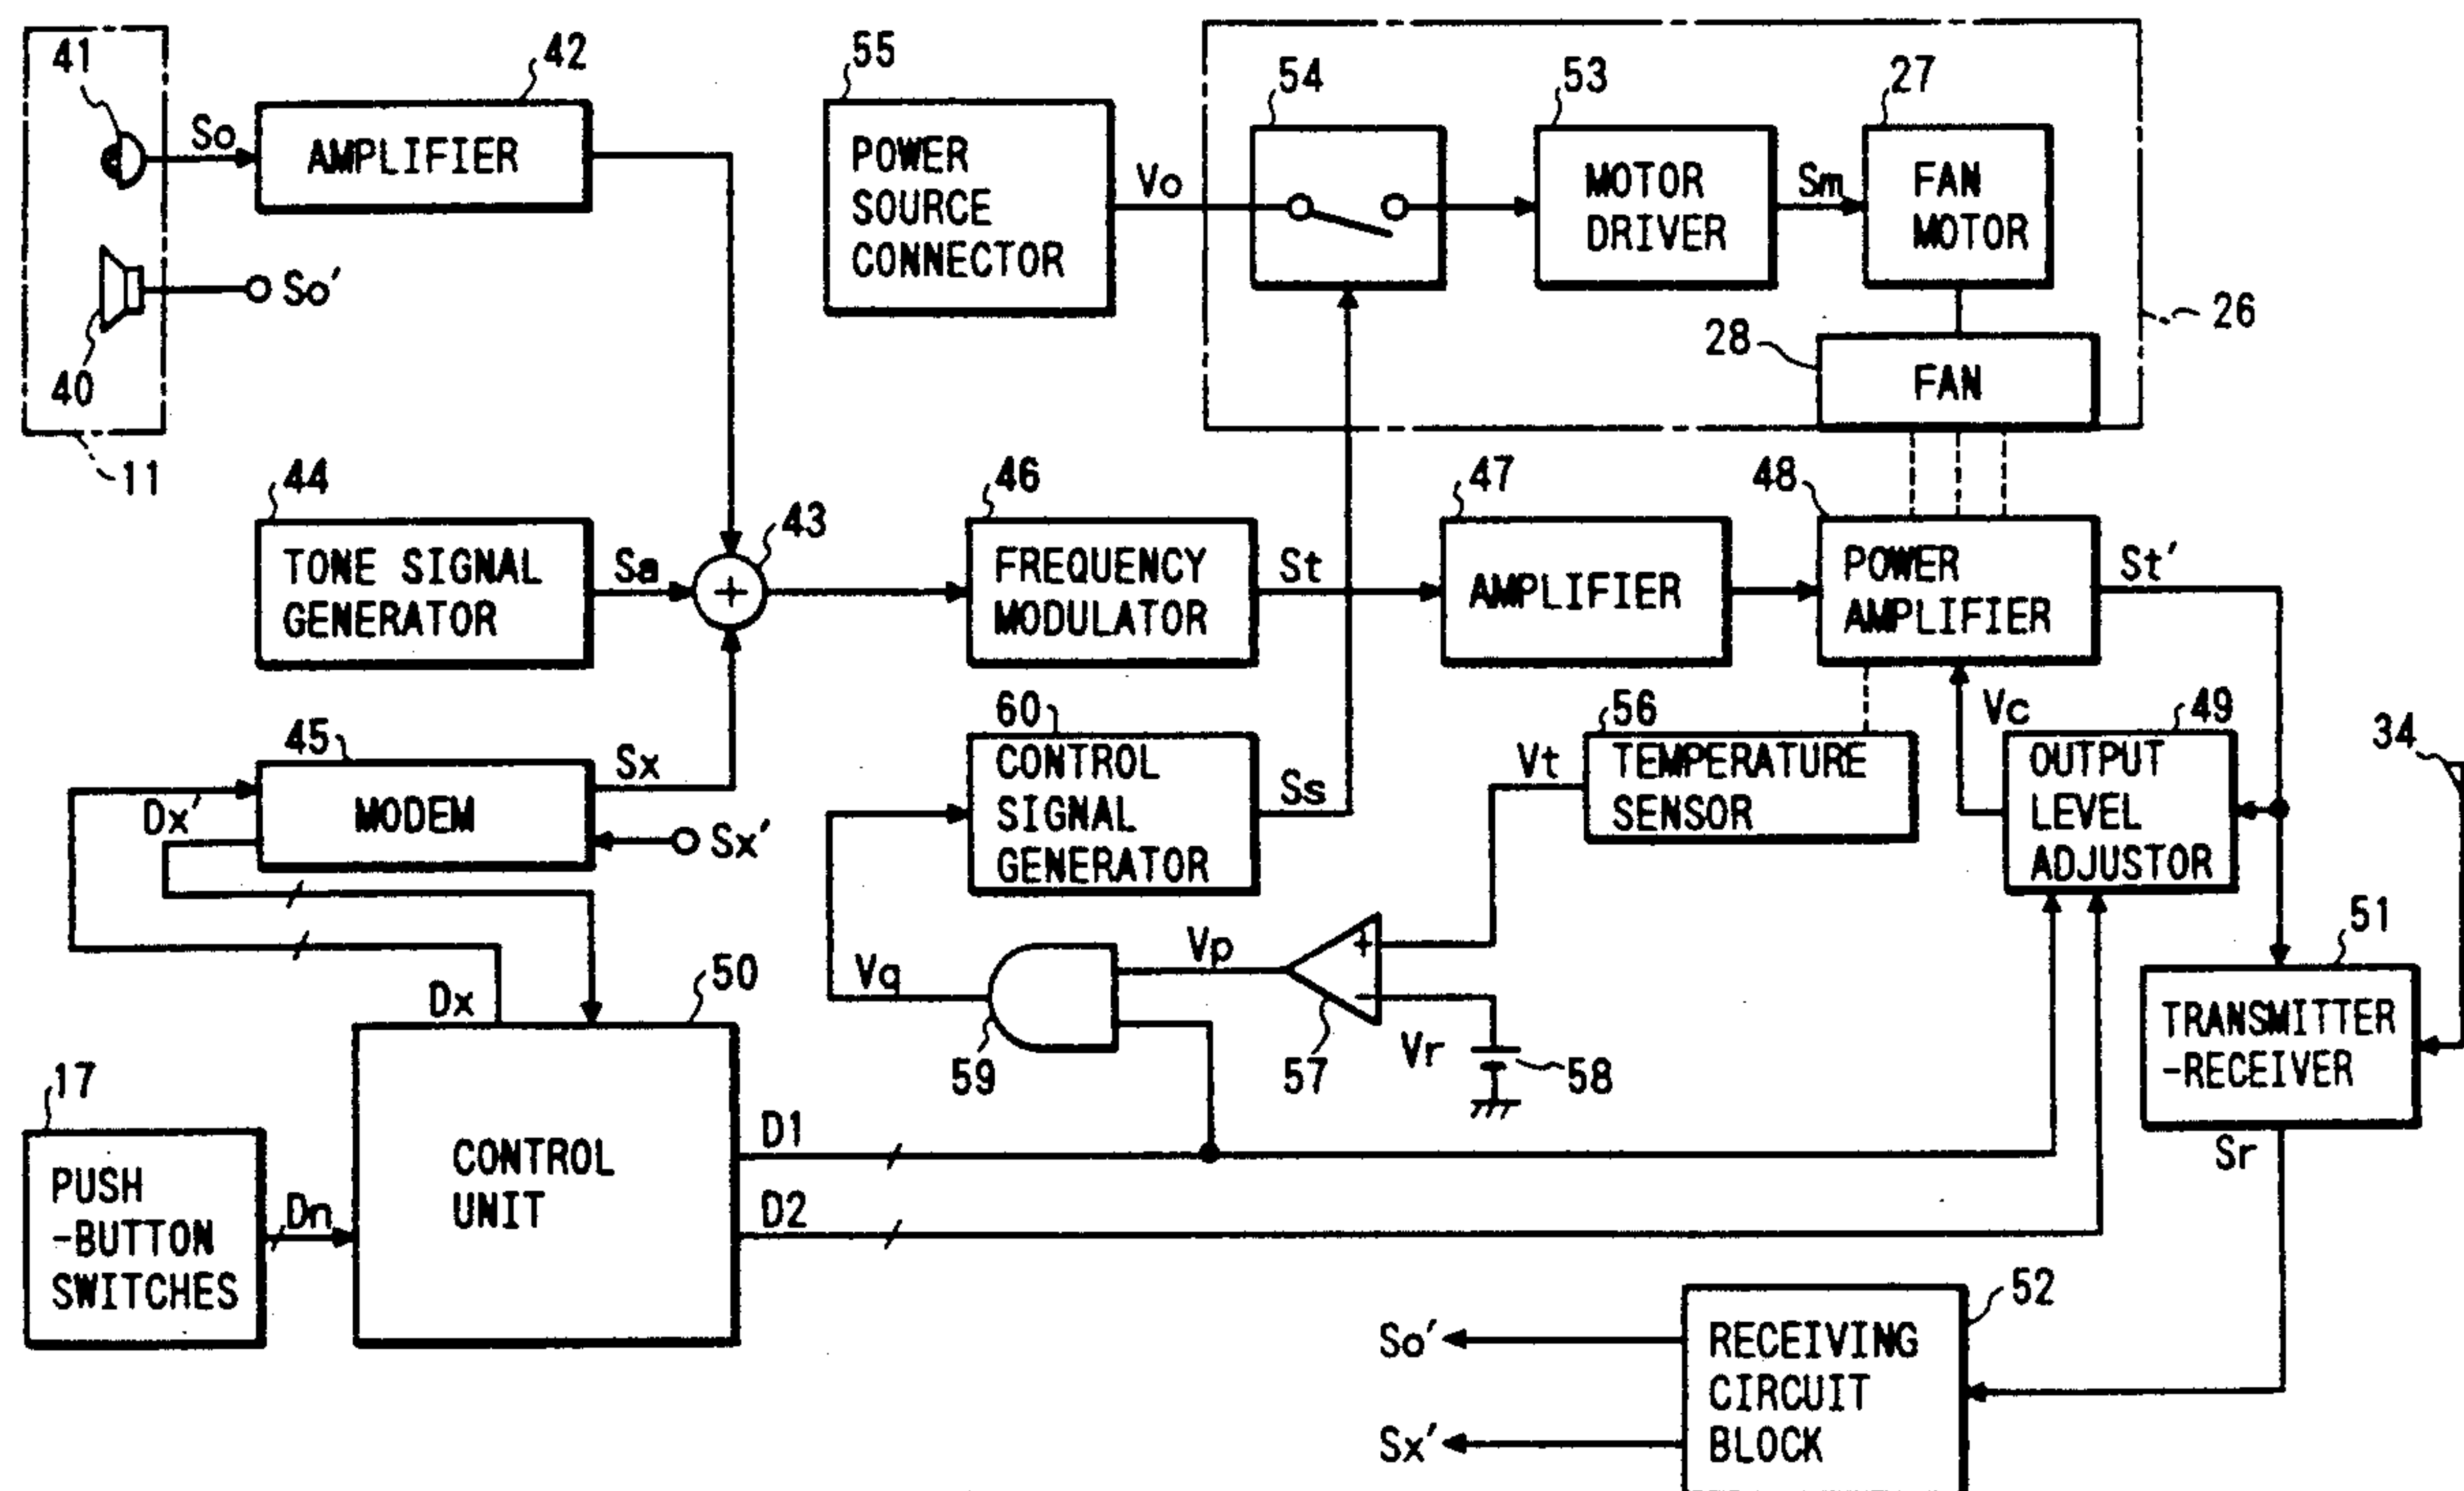 41
42
55
54
53
27
So
AMPLIFIER
POWER
SOURCE
CONNECTOR
Vo
MOTOR
DRIVER
Sm
FAN
MOTOR
So'
40
11
28
FAN
26
44
43
46
47
48
TONE SIGNAL
GENERATOR
Sa
+
FREQUENCY
MODULATOR
St
AMPLIFIER
POWER
AMPLIFIER
St'
45
Sx
60
56
Vc
49
34
Dx'
MODEM
Sx'
CONTROL
SIGNAL
GENERATOR
Ss
Vt
TEMPERATURE
SENSOR
OUTPUT
LEVEL
ADJUSTOR
51
Dx
50
Vq
Vp
+
−
59
57
Vr
58
TRANSMITTER
-RECEIVER
17
PUSH
-BUTTON
SWITCHES
Dn
CONTROL
UNIT
D1
D2
Sr
52
So'
Sx'
RECEIVING
CIRCUIT
BLOCK